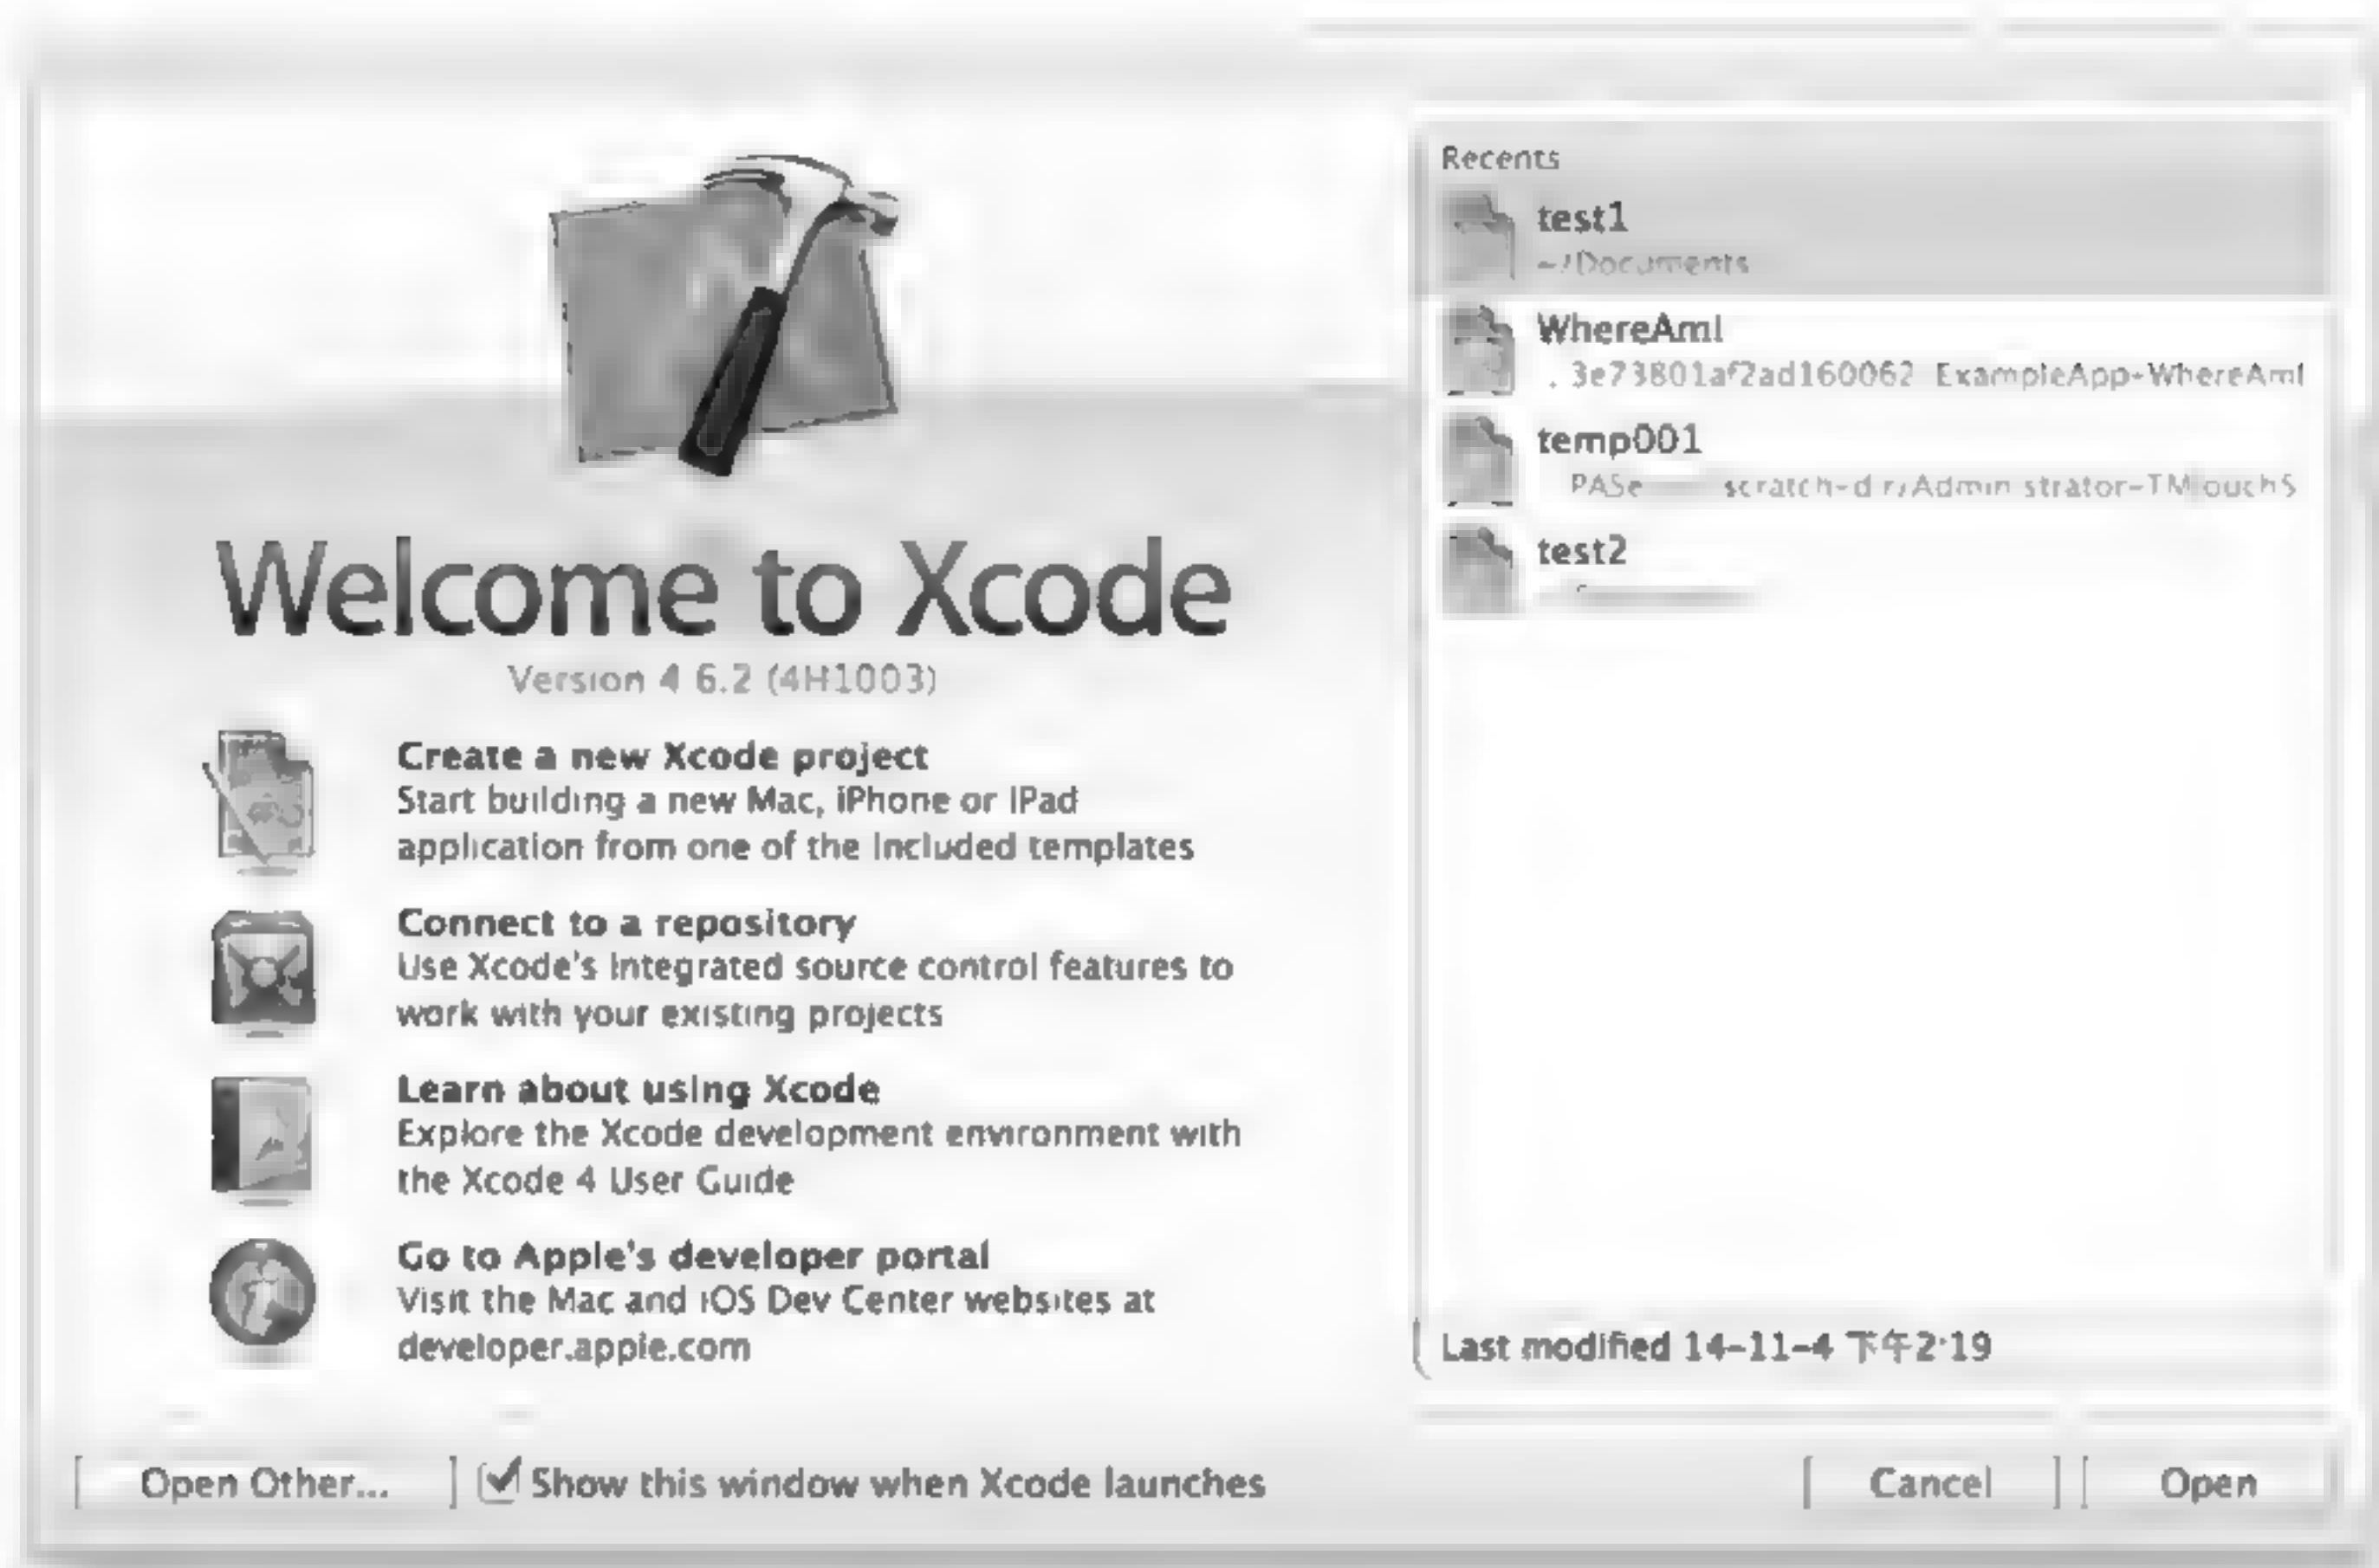 Welcome to Xcode
Version 4.6.2 (4H1003)
Create a new Xcode project
Start building a new Mac, iPhone or iPad
application from one of the included templates
Connect to a repository
Use Xcode's integrated source control features to
work with your existing projects
Learn about using Xcode
Explore the Xcode development environment with
the Xcode 4 User Guide
Go to Apple's developer portal
Visit the Mac and iOS Dev Center websites at
developer.apple.com
Open Other...
Show this window when Xcode launches
Recents
test1
~/Documents
WhereAmI
3e73801af2ad160062 ExampleApp-WhereAmI
temp001
scratch-dir/Administrator-TMTouchS
test2
Last modified 14-11-4 下午2:19
Cancel
Open